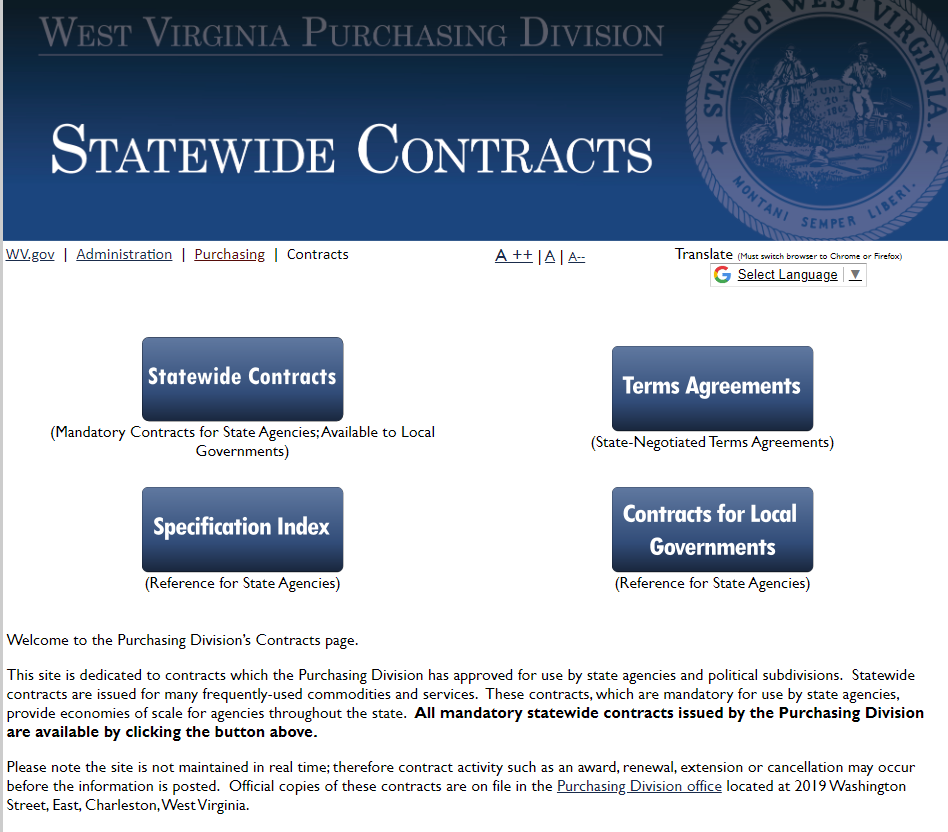 WEST VIRGINIA PURCHASING DIVISION
STATEWIDE CONTRACTS
STATE OF WEST VIRGINIA
JUNE
20
1863
MONTANI SEMPER LIBERI.
WV.gov | Administration | Purchasing | Contracts
A ++ | A | A--
Translate (Must switch browser to Chrome or Firefox)
Select Language ▼
Statewide Contracts
(Mandatory Contracts for State Agencies; Available to Local
Governments)
Terms Agreements
(State-Negotiated Terms Agreements)
Specification Index
(Reference for State Agencies)
Contracts for Local
Governments
(Reference for State Agencies)
Welcome to the Purchasing Division's Contracts page.
This site is dedicated to contracts which the Purchasing Division has approved for use by state agencies and political subdivisions. Statewide
contracts are issued for many frequently-used commodities and services. These contracts, which are mandatory for use by state agencies,
provide economies of scale for agencies throughout the state. All mandatory statewide contracts issued by the Purchasing Division
are available by clicking the button above.
Please note the site is not maintained in real time; therefore contract activity such as an award, renewal, extension or cancellation may occur
before the information is posted. Official copies of these contracts are on file in the Purchasing Division office located at 2019 Washington
Street, East, Charleston, West Virginia.